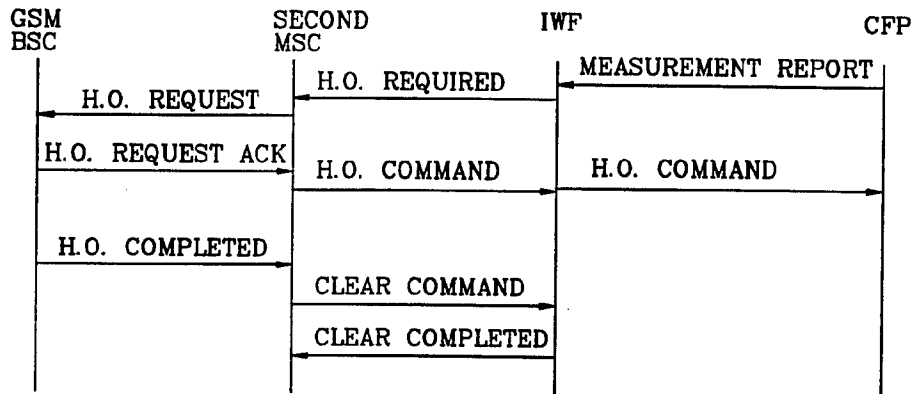 GSM
BSC
SECOND
MSC
IWF
CFP
MEASUREMENT REPORT
H.O. REQUIRED
H.O. REQUEST
H.O. REQUEST ACK
H.O. COMMAND
H.O. COMMAND
H.O. COMPLETED
CLEAR COMMAND
CLEAR COMPLETED